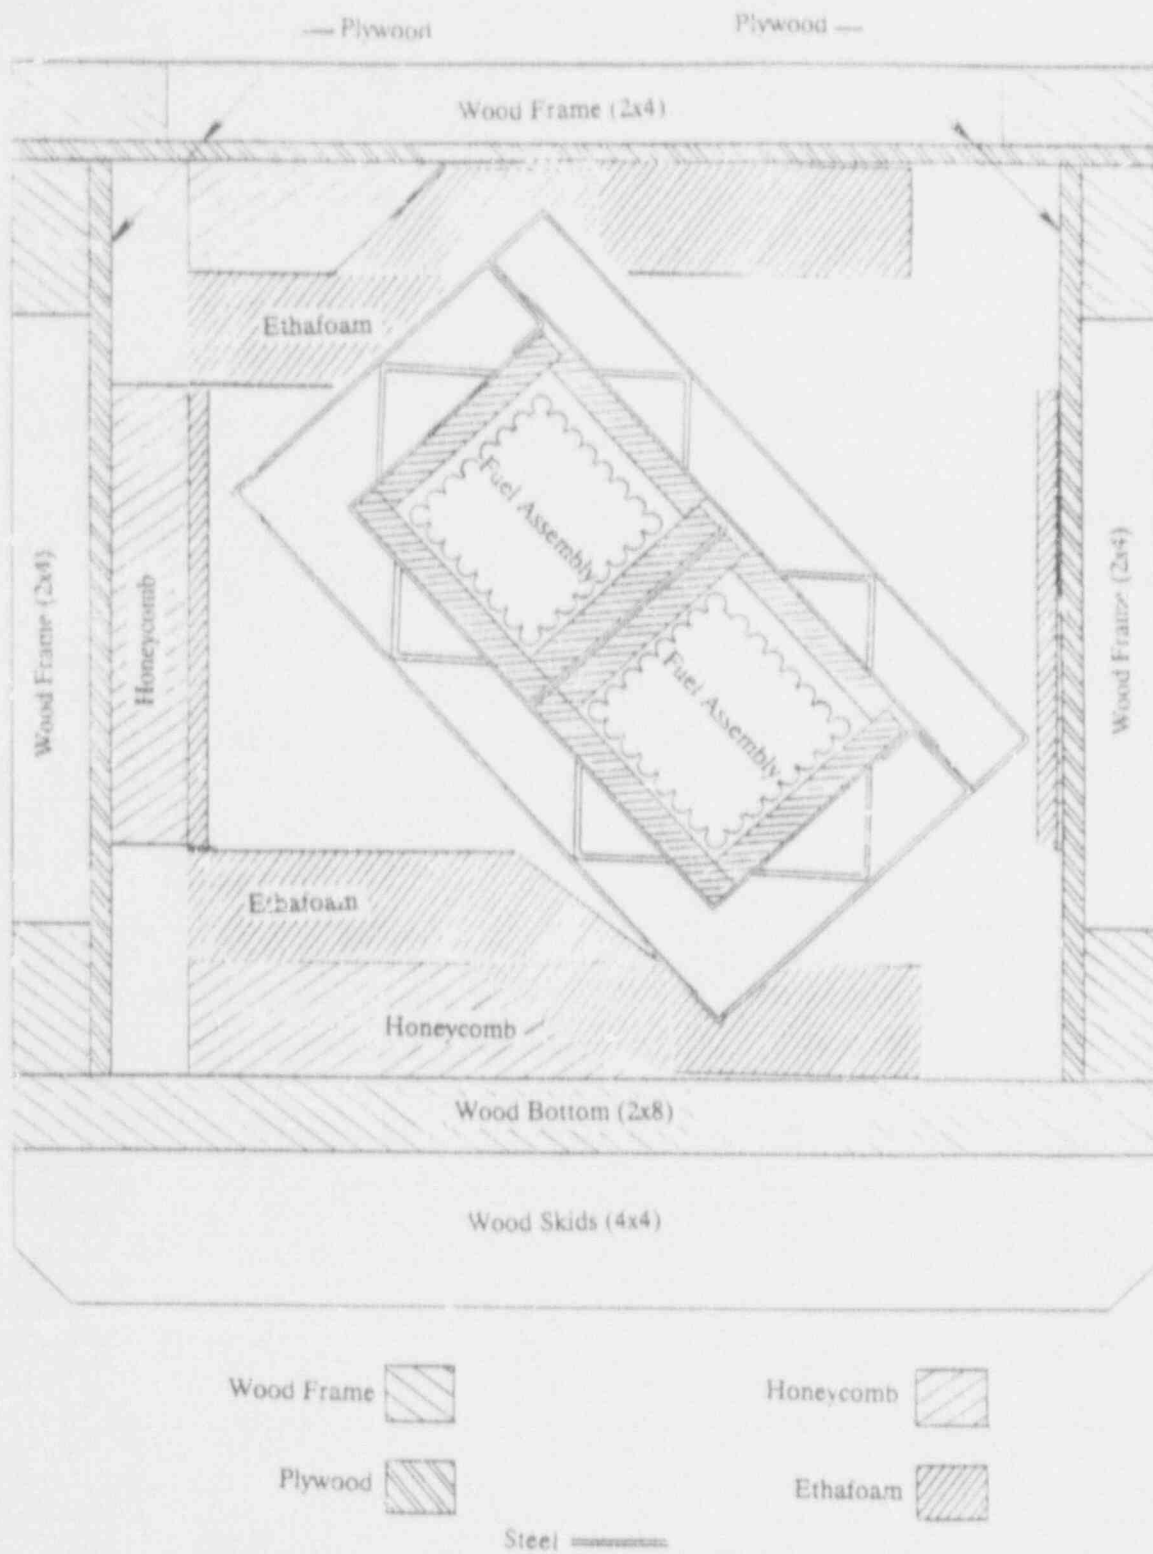 Plywood
Plywood
Wood Frame (2x4)
Ethafoam
Fuel Assembly
Wood Frame (2x4)
Honeycomb
Wood Frame (2x4)
Fuel Assembly
Ethafoam
Honeycomb
Wood Bottom (2x8)
Wood Skids (4x4)
Wood Frame
Honeycomb
Plywood
Ethafoam
Steel